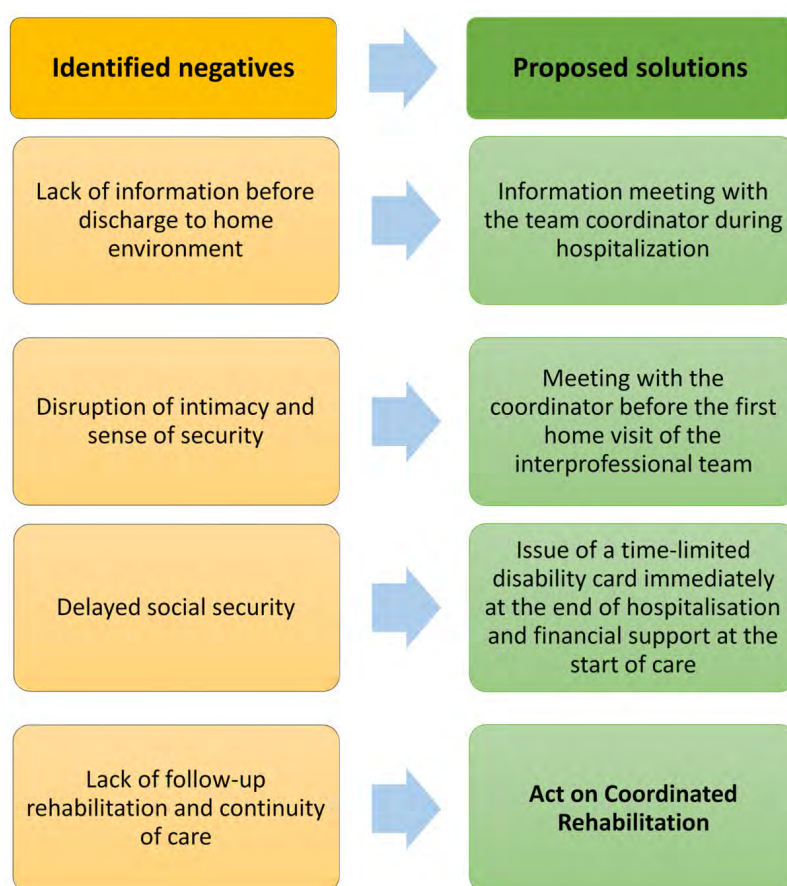 Identified negatives
Proposed solutions
Lack of information before
discharge to home
environment
Information meeting with
the team coordinator during
hospitalization
Disruption of intimacy and
sense of security
Meeting with the
coordinator before the first
home visit of the
interprofessional team
Delayed social security
Issue of a time-limited
disability card immediately
at the end of hospitalisation
and financial support at the
start of care
Lack of follow-up
rehabilitation and continuity
of care
Act on Coordinated
Rehabilitation